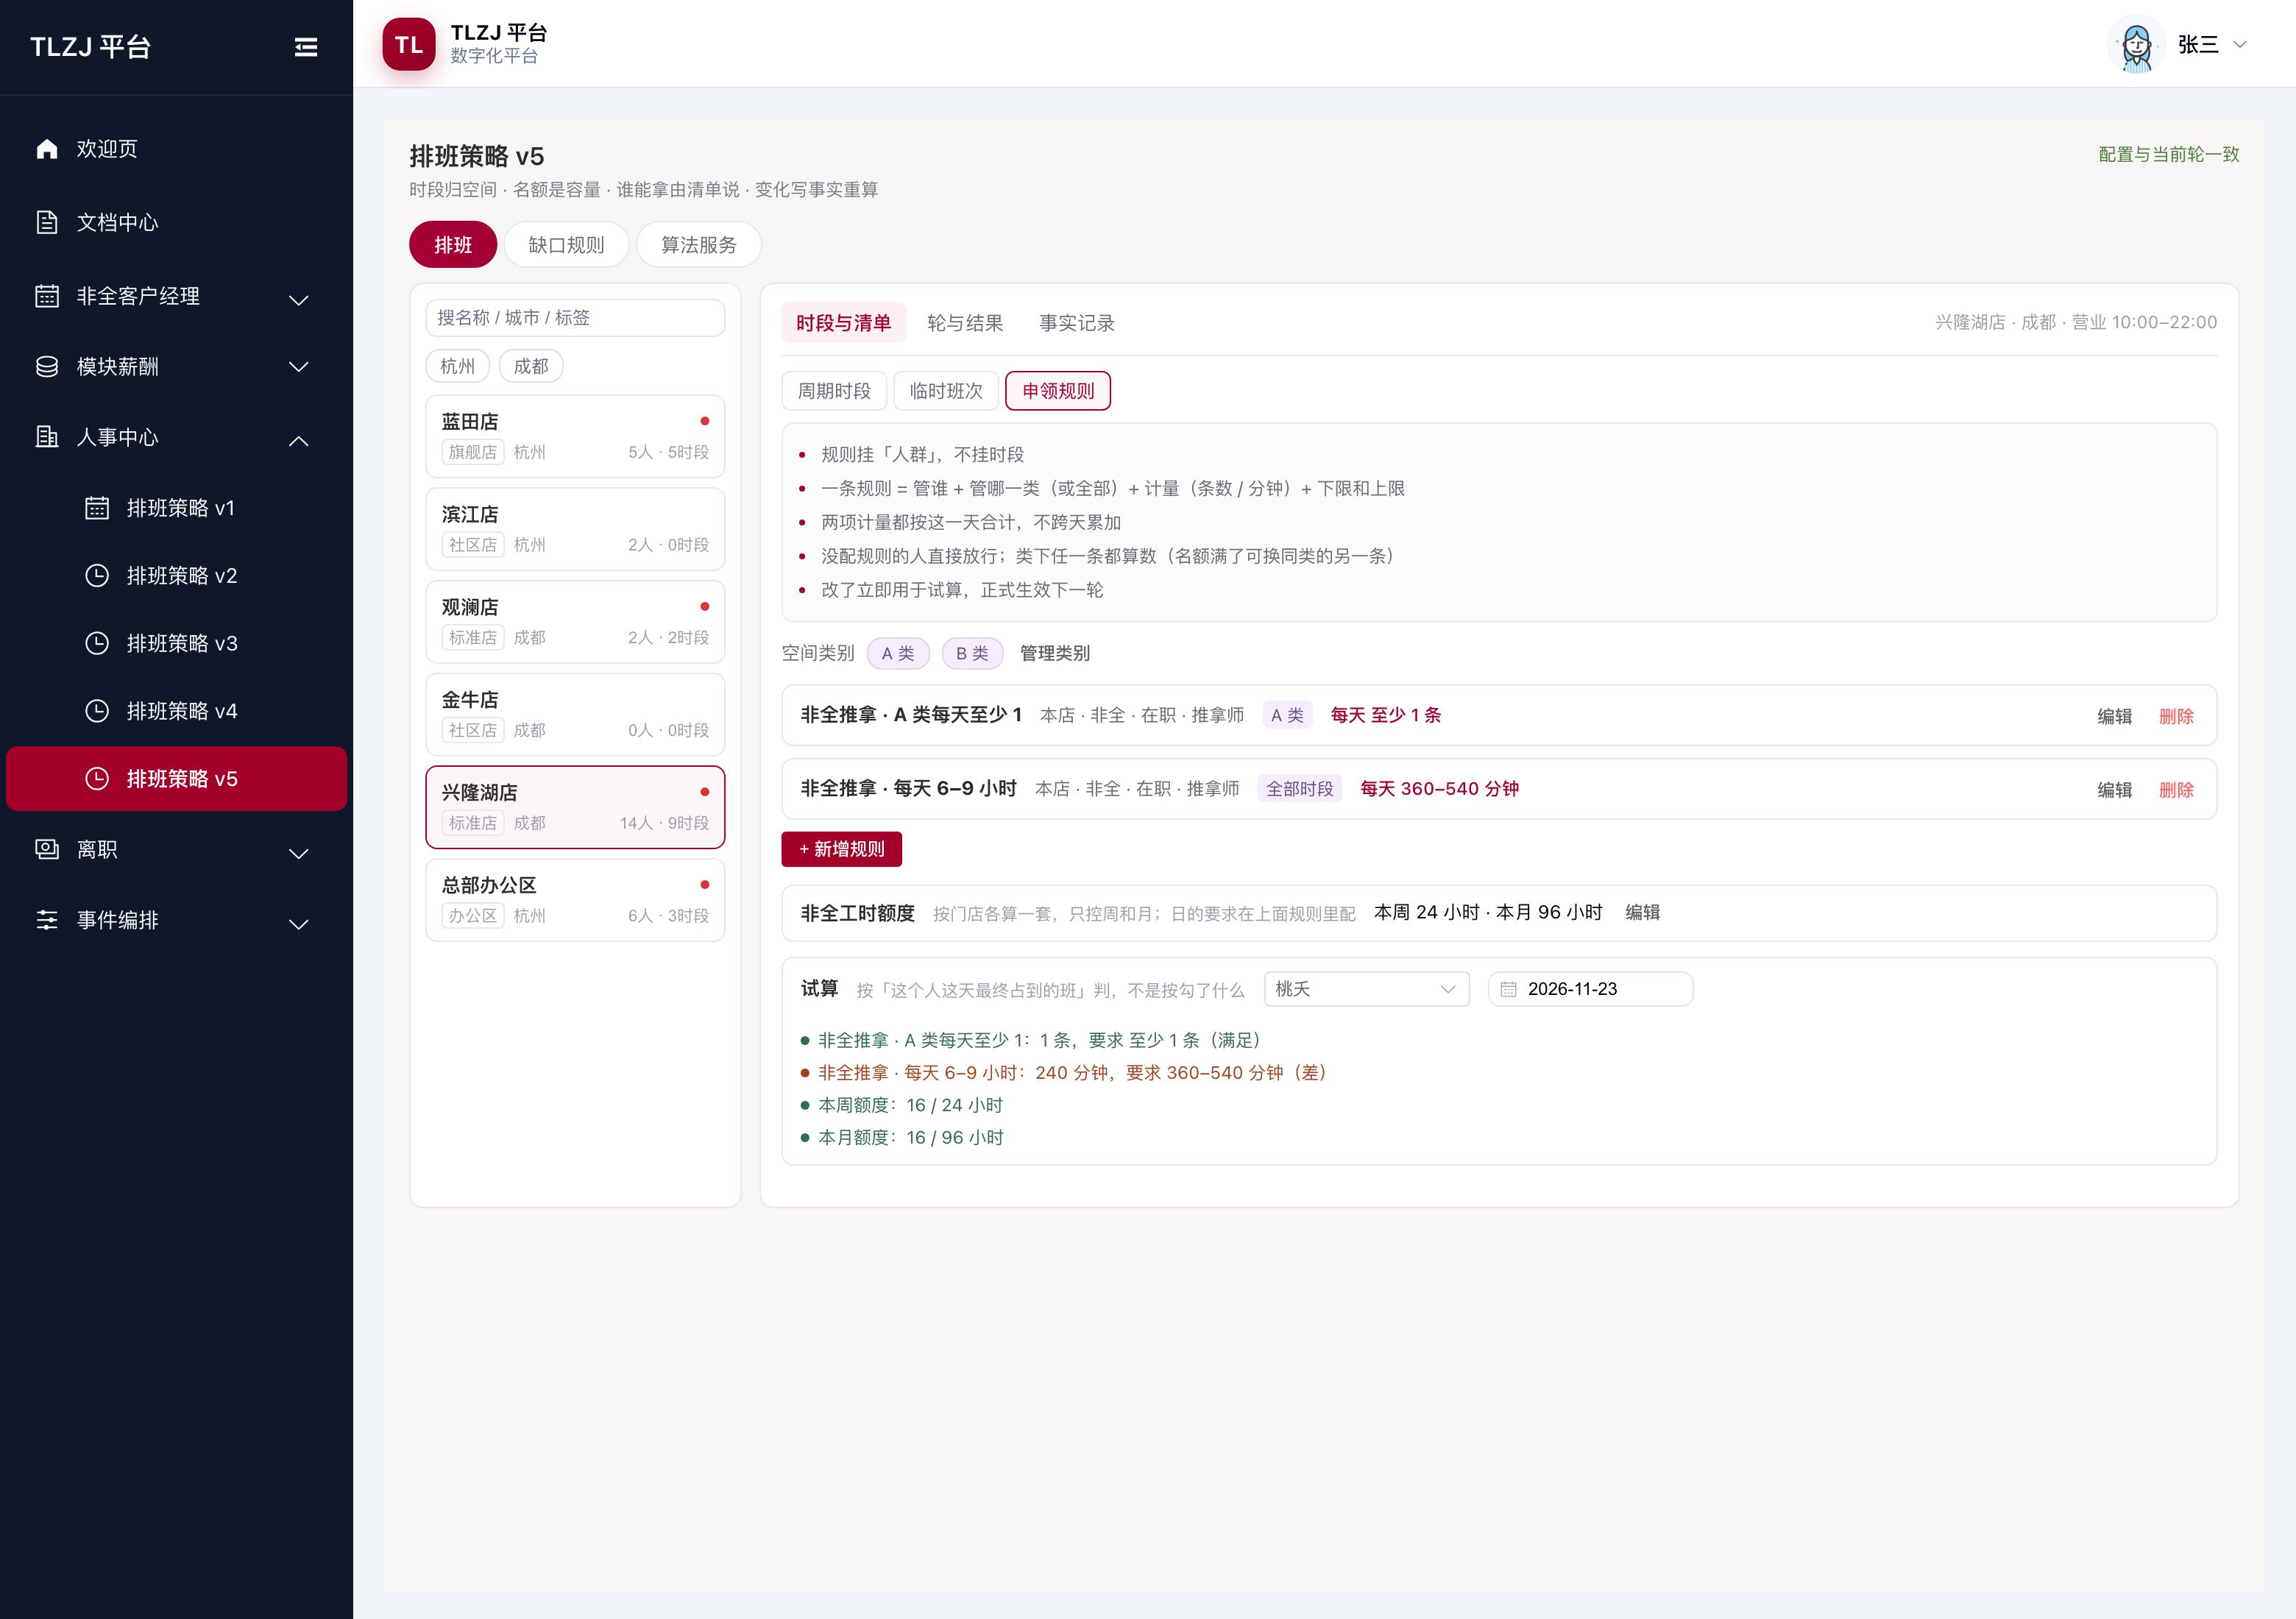 TLZJ 平台
欢迎页
文档中心
非全客户经理
模块薪酬
人事中心
排班策略 v1
排班策略 v2
排班策略 v3
排班策略 v4
排班策略 v5
离职
事件编排
TL
TLZJ 平台
数字化平台
张三
排班策略 v5
配置与当前轮一致
时段归空间 · 名额是容量 · 谁能拿由清单说 · 变化写事实重算
排班 缺口规则 算法服务
搜名称 / 城市 / 标签
杭州 成都
蓝田店
旗舰店 杭州 5人 · 5时段
滨江店
社区店 杭州 2人 · 0时段
观澜店
标准店 成都 2人 · 2时段
金牛店
社区店 成都 0人 · 0时段
兴隆湖店
标准店 成都 14人 · 9时段
总部办公区
办公区 杭州 6人 · 3时段
时段与清单 轮与结果 事实记录 兴隆湖店 · 成都 · 营业 10:00–22:00
周期时段 临时班次 申领规则
规则挂「人群」，不挂时段
一条规则 = 管谁 + 管哪一类（或全部）+ 计量（条数 / 分钟）+ 下限和上限
两项计量都按这一天合计，不跨天累加
没配规则的人直接放行；类下任一条都算数（名额满了可换同类的另一条）
改了立即用于试算，正式生效下一轮
空间类别 A 类 B 类 管理类别
非全推拿 · A 类每天至少 1 本店 · 非全 · 在职 · 推拿师 A 类 每天 至少 1 条 编辑 删除
非全推拿 · 每天 6–9 小时 本店 · 非全 · 在职 · 推拿师 全部时段 每天 360–540 分钟 编辑 删除
+ 新增规则
非全工时额度 按门店各算一套，只控周和月；日的要求在上面规则里配 本周 24 小时 · 本月 96 小时 编辑
试算 按「这个人这天最终占到的班」判，不是按勾了什么 桃夭 2026-11-23
非全推拿 · A 类每天至少 1：1 条，要求 至少 1 条（满足）
非全推拿 · 每天 6–9 小时：240 分钟，要求 360–540 分钟（差）
本周额度：16 / 24 小时
本月额度：16 / 96 小时